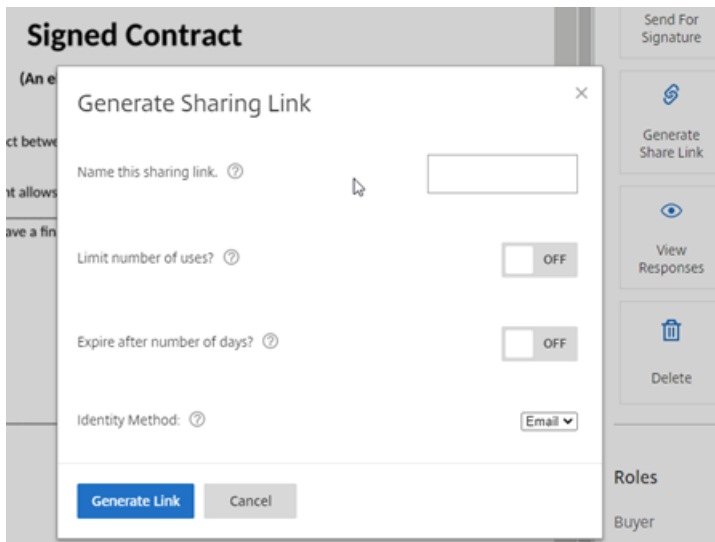 Signed Contract
(An e
ct betwe
nt allows
ave a fin
Generate Sharing Link
Name this sharing link.
Limit number of uses?
OFF
Expire after number of days?
OFF
Identity Method:
Email
Generate Link
Cancel
Send For
Signature
Generate
Share Link
View
Responses
Delete
Roles
Buyer